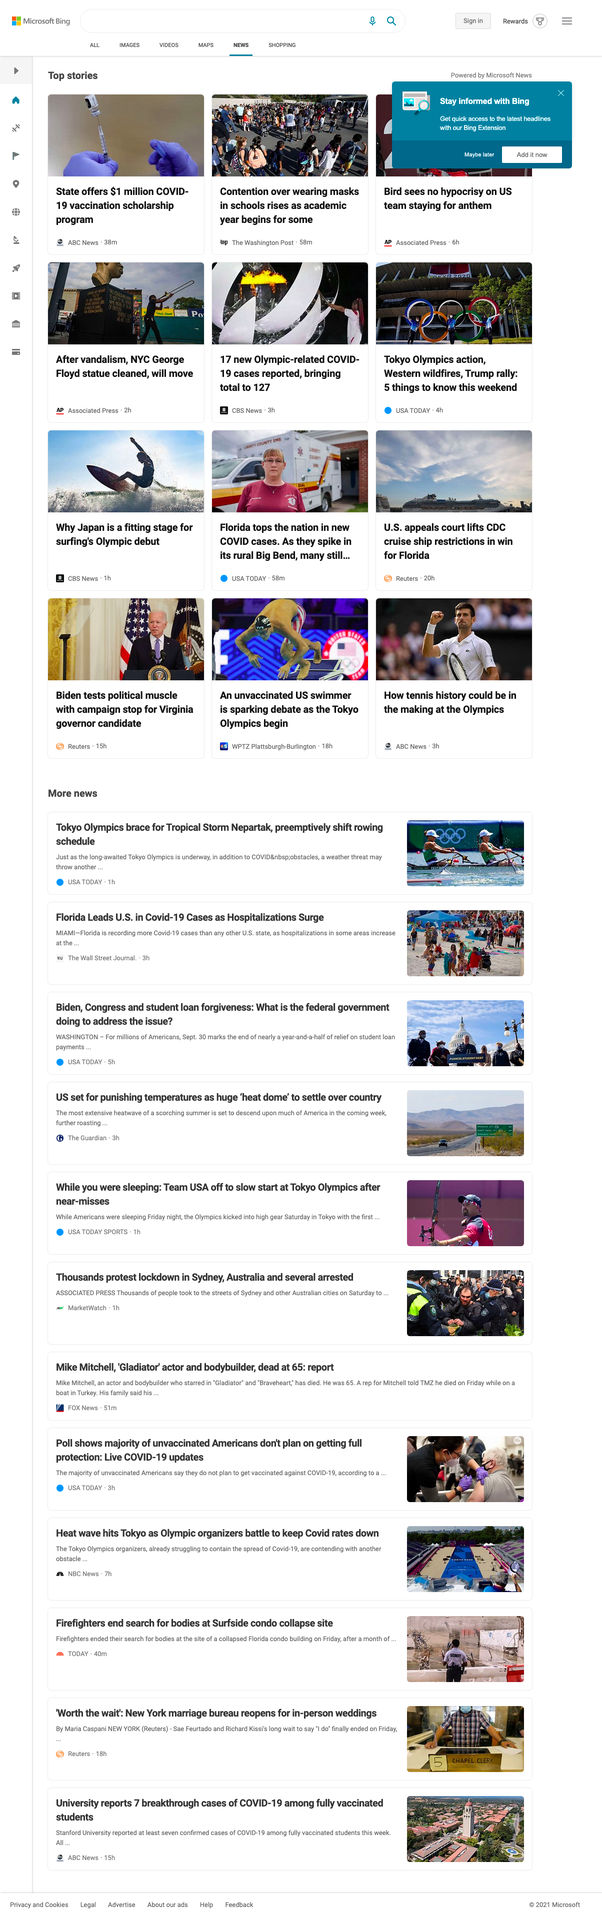 Microsoft Bing
Sign in
Rewards
ALL IMAGES VIDEOS MAPS NEWS SHOPPING
Top stories
Powered by Microsoft News
Stay informed with Bing
Get quick access to the latest headlines
with our Bing Extension
Maybe later
Add it now
State offers $1 million COVID-
19 vaccination scholarship
program
ABC News · 38m
Contention over wearing masks
in schools rises as academic
year begins for some
The Washington Post · 58m
Bird sees no hypocrisy on US
team staying for anthem
Associated Press · 6h
After vandalism, NYC George
Floyd statue cleaned, will move
Associated Press · 2h
17 new Olympic-related COVID-
19 cases reported, bringing
total to 127
CBS News · 3h
Tokyo Olympics action,
Western wildfires, Trump rally:
5 things to know this weekend
USA TODAY · 4h
Why Japan is a fitting stage for
surfing's Olympic debut
CBS News · 1h
Florida tops the nation in new
COVID cases. As they spike in
its rural Big Bend, many still...
USA TODAY · 58m
U.S. appeals court lifts CDC
cruise ship restrictions in win
for Florida
Reuters · 20h
Biden tests political muscle
with campaign stop for Virginia
governor candidate
Reuters · 15h
An unvaccinated US swimmer
is sparking debate as the Tokyo
Olympics begin
WPTZ Plattsburgh-Burlington · 18h
How tennis history could be in
the making at the Olympics
ABC News · 3h
More news
Tokyo Olympics brace for Tropical Storm Nepartak, preemptively shift rowing
schedule
Just as the long-awaited Tokyo Olympics is underway, in addition to COVID&nbsp;obstacles, a weather threat may
throw another ...
USA TODAY · 1h
Florida Leads U.S. in Covid-19 Cases as Hospitalizations Surge
MIAMI—Florida is recording more Covid-19 cases than any other U.S. state, as hospitalizations in some areas increase
at the ...
The Wall Street Journal. · 3h
Biden, Congress and student loan forgiveness: What is the federal government
doing to address the issue?
WASHINGTON – For millions of Americans, Sept. 30 marks the end of nearly a year-and-a-half of relief on student loan
payments ...
USA TODAY · 5h
US set for punishing temperatures as huge 'heat dome' to settle over country
The most extensive heatwave of a scorching summer is set to descend upon much of America in the coming week,
further roasting ...
The Guardian · 3h
While you were sleeping: Team USA off to slow start at Tokyo Olympics after
near-misses
While Americans were sleeping Friday night, the Olympics kicked into high gear Saturday in Tokyo with the first ...
USA TODAY SPORTS · 1h
Thousands protest lockdown in Sydney, Australia and several arrested
ASSOCIATED PRESS Thousands of people took to the streets of Sydney and other Australian cities on Saturday to ...
MarketWatch · 1h
Mike Mitchell, 'Gladiator' actor and bodybuilder, dead at 65: report
Mike Mitchell, an actor and bodybuilder who starred in "Gladiator" and "Braveheart," has died. He was 65. A rep for Mitchell told TMZ he died on Friday while on a
boat in Turkey. His family said his ...
FOX News · 51m
Poll shows majority of unvaccinated Americans don't plan on getting full
protection: Live COVID-19 updates
The majority of unvaccinated Americans say they do not plan to get vaccinated against COVID-19, according to a ...
USA TODAY · 3h
Heat wave hits Tokyo as Olympic organizers battle to keep Covid rates down
The Tokyo Olympics organizers, already struggling to contain the spread of Covid-19, are contending with another
obstacle ...
NBC News · 7h
Firefighters end search for bodies at Surfside condo collapse site
Firefighters ended their search for bodies at the site of a collapsed Florida condo building on Friday, after a month of ...
TODAY · 40m
'Worth the wait': New York marriage bureau reopens for in-person weddings
By Maria Caspani NEW YORK (Reuters) - Sae Feurtado and Richard Kissi's long wait to say "I do" finally ended on Friday,
...
Reuters · 18h
5
CHAPEL CLERK
University reports 7 breakthrough cases of COVID-19 among fully vaccinated
students
Stanford University reported at least seven confirmed cases of COVID-19 among fully vaccinated students this week.
All ...
ABC News · 15h
Privacy and Cookies Legal Advertise About our ads Help Feedback
© 2021 Microsoft